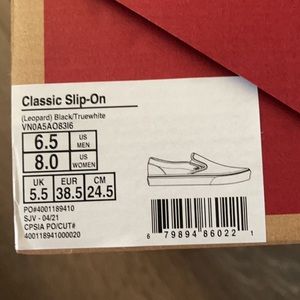 Classic Slip-On
(Leopard) Black/Truewhite
VN0A5AO83I6
6.5 US MEN
8.0 US WOMEN
UK EUR CM
5.5 38.5 24.5
PO#4001189410
SJV - 04/21
CPSIA PO/CUT#
400118941000020
6 79894 86022 1